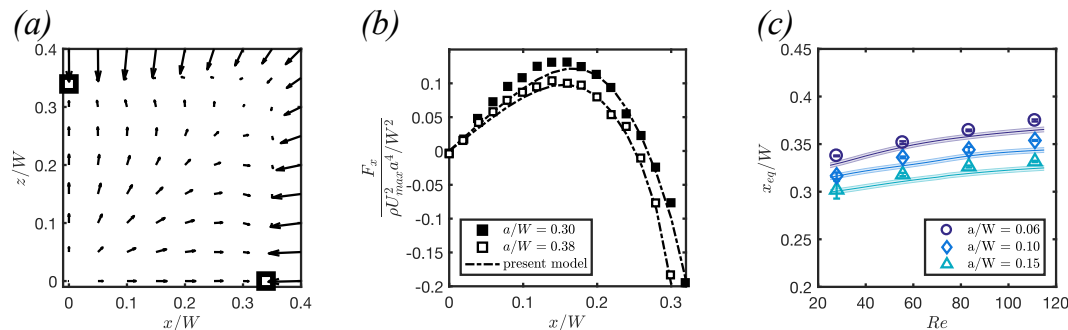 (a)
0.4
0.3
0.2
0.1
0
z/W
0 0.1 0.2 0.3 0.4
x/W
(b)
0.1
0.05
0
-0.05
-0.1
-0.15
-0.2
F_x
ρU²_max a⁴/W²
a/W = 0.30
a/W = 0.38
present model
0 0.1 0.2 0.3
x/W
(c)
0.45
0.4
0.35
0.3
0.25
0.2
x_eq/W
a/W = 0.06
a/W = 0.10
a/W = 0.15
20 40 60 80 100 120
Re